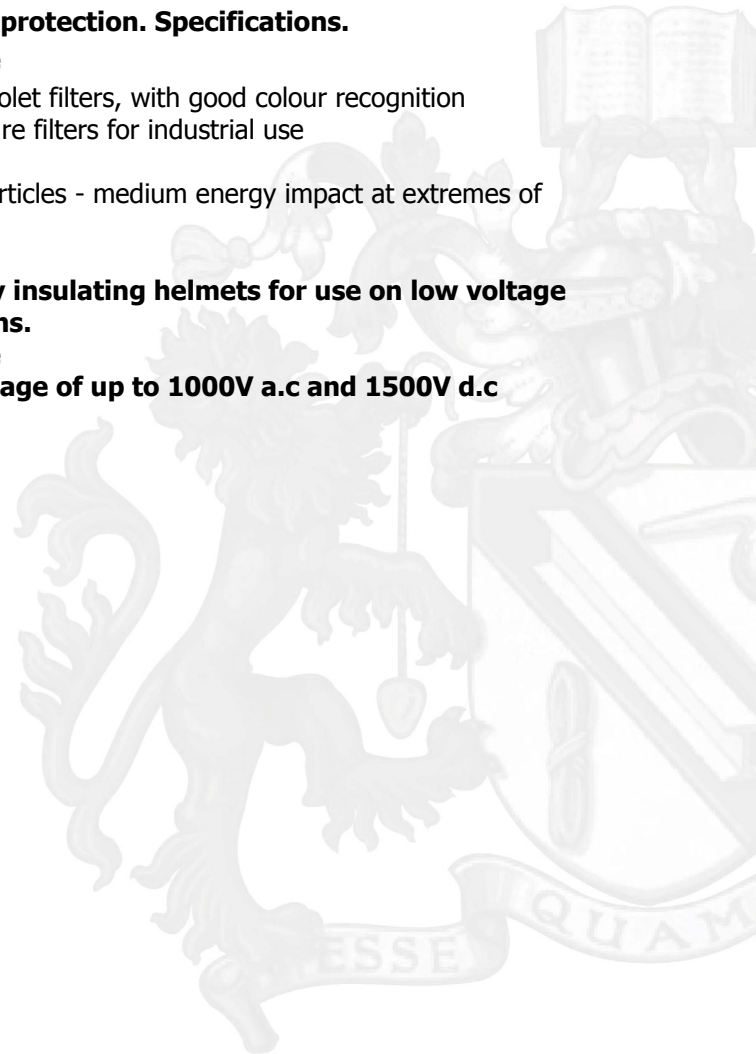 protection. Specifications.
olet filters, with good colour recognition
re filters for industrial use
articles - medium energy impact at extremes of
y insulating helmets for use on low voltage
ns.
age of up to 1000V a.c and 1500V d.c
ESSE
QUAM